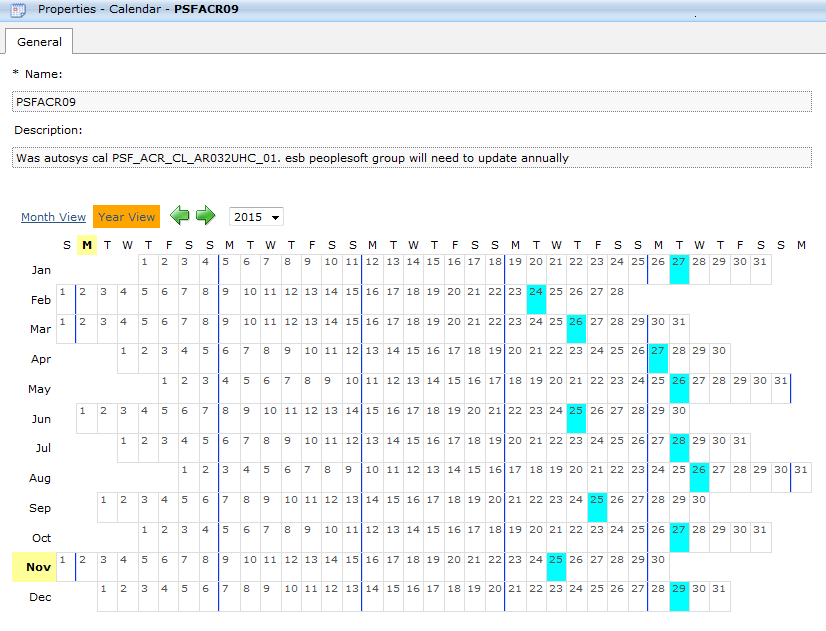 Properties - Calendar - PSFACR09
General
* Name:
PSFACR09
Description:
Was autosys cal PSF_ACR_CL_AR032UHC_01. esb peoplesoft group will need to update annually
Month View Year View 2015
S M T W T F S S M T W T F S S M T W T F S S M T W T F S S M T W T F S S M
Jan 1 2 3 4 5 6 7 8 9 10 11 12 13 14 15 16 17 18 19 20 21 22 23 24 25 26 27 28 29 30 31
Feb 1 2 3 4 5 6 7 8 9 10 11 12 13 14 15 16 17 18 19 20 21 22 23 24 25 26 27 28
Mar 1 2 3 4 5 6 7 8 9 10 11 12 13 14 15 16 17 18 19 20 21 22 23 24 25 26 27 28 29 30 31
Apr 1 2 3 4 5 6 7 8 9 10 11 12 13 14 15 16 17 18 19 20 21 22 23 24 25 26 27 28 29 30
May 1 2 3 4 5 6 7 8 9 10 11 12 13 14 15 16 17 18 19 20 21 22 23 24 25 26 27 28 29 30 31
Jun 1 2 3 4 5 6 7 8 9 10 11 12 13 14 15 16 17 18 19 20 21 22 23 24 25 26 27 28 29 30
Jul 1 2 3 4 5 6 7 8 9 10 11 12 13 14 15 16 17 18 19 20 21 22 23 24 25 26 27 28 29 30 31
Aug 1 2 3 4 5 6 7 8 9 10 11 12 13 14 15 16 17 18 19 20 21 22 23 24 25 26 27 28 29 30 31
Sep 1 2 3 4 5 6 7 8 9 10 11 12 13 14 15 16 17 18 19 20 21 22 23 24 25 26 27 28 29 30
Oct 1 2 3 4 5 6 7 8 9 10 11 12 13 14 15 16 17 18 19 20 21 22 23 24 25 26 27 28 29 30 31
Nov 1 2 3 4 5 6 7 8 9 10 11 12 13 14 15 16 17 18 19 20 21 22 23 24 25 26 27 28 29 30
Dec 1 2 3 4 5 6 7 8 9 10 11 12 13 14 15 16 17 18 19 20 21 22 23 24 25 26 27 28 29 30 31